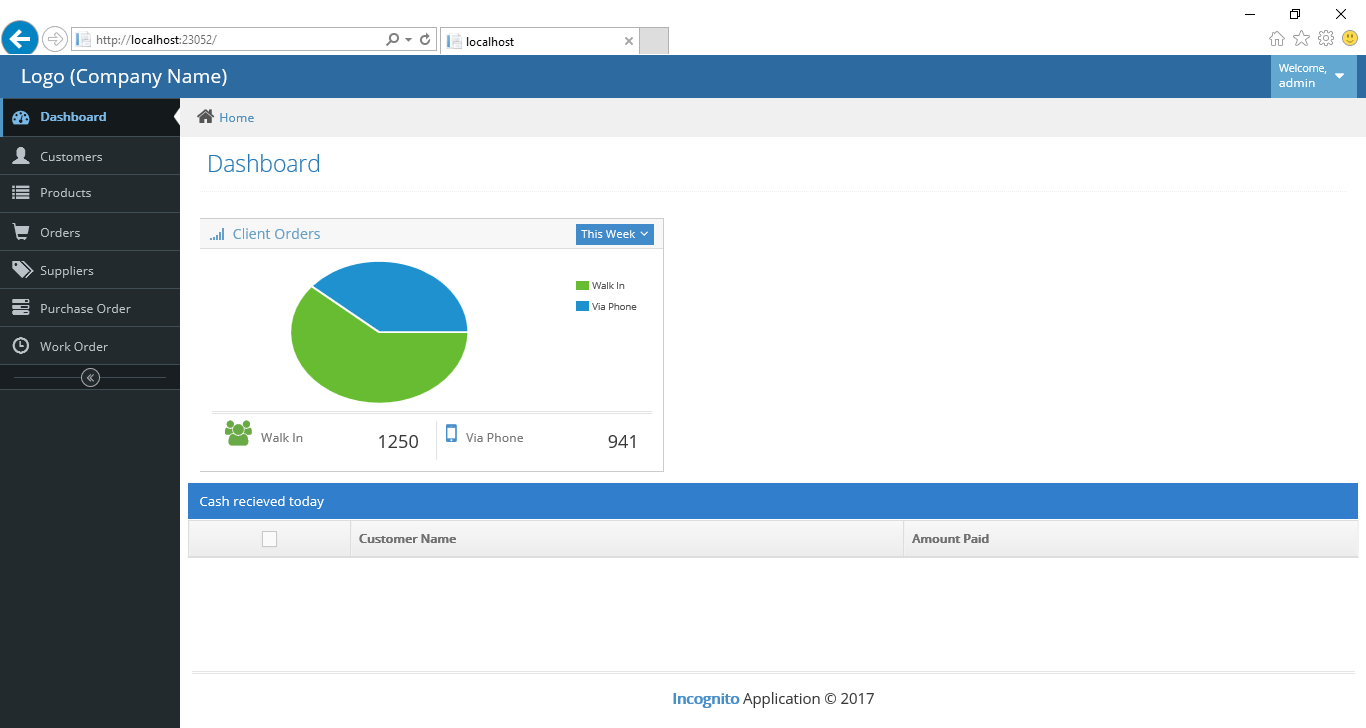 http://localhost:23052/
localhost
Logo (Company Name)
Welcome,
admin
Dashboard
Customers
Products
Orders
Suppliers
Purchase Order
Work Order
Home
Dashboard
Client Orders
This Week
Walk In
Via Phone
Walk In 1250
Via Phone 941
Cash recieved today
Customer Name Amount Paid
Incognito Application © 2017